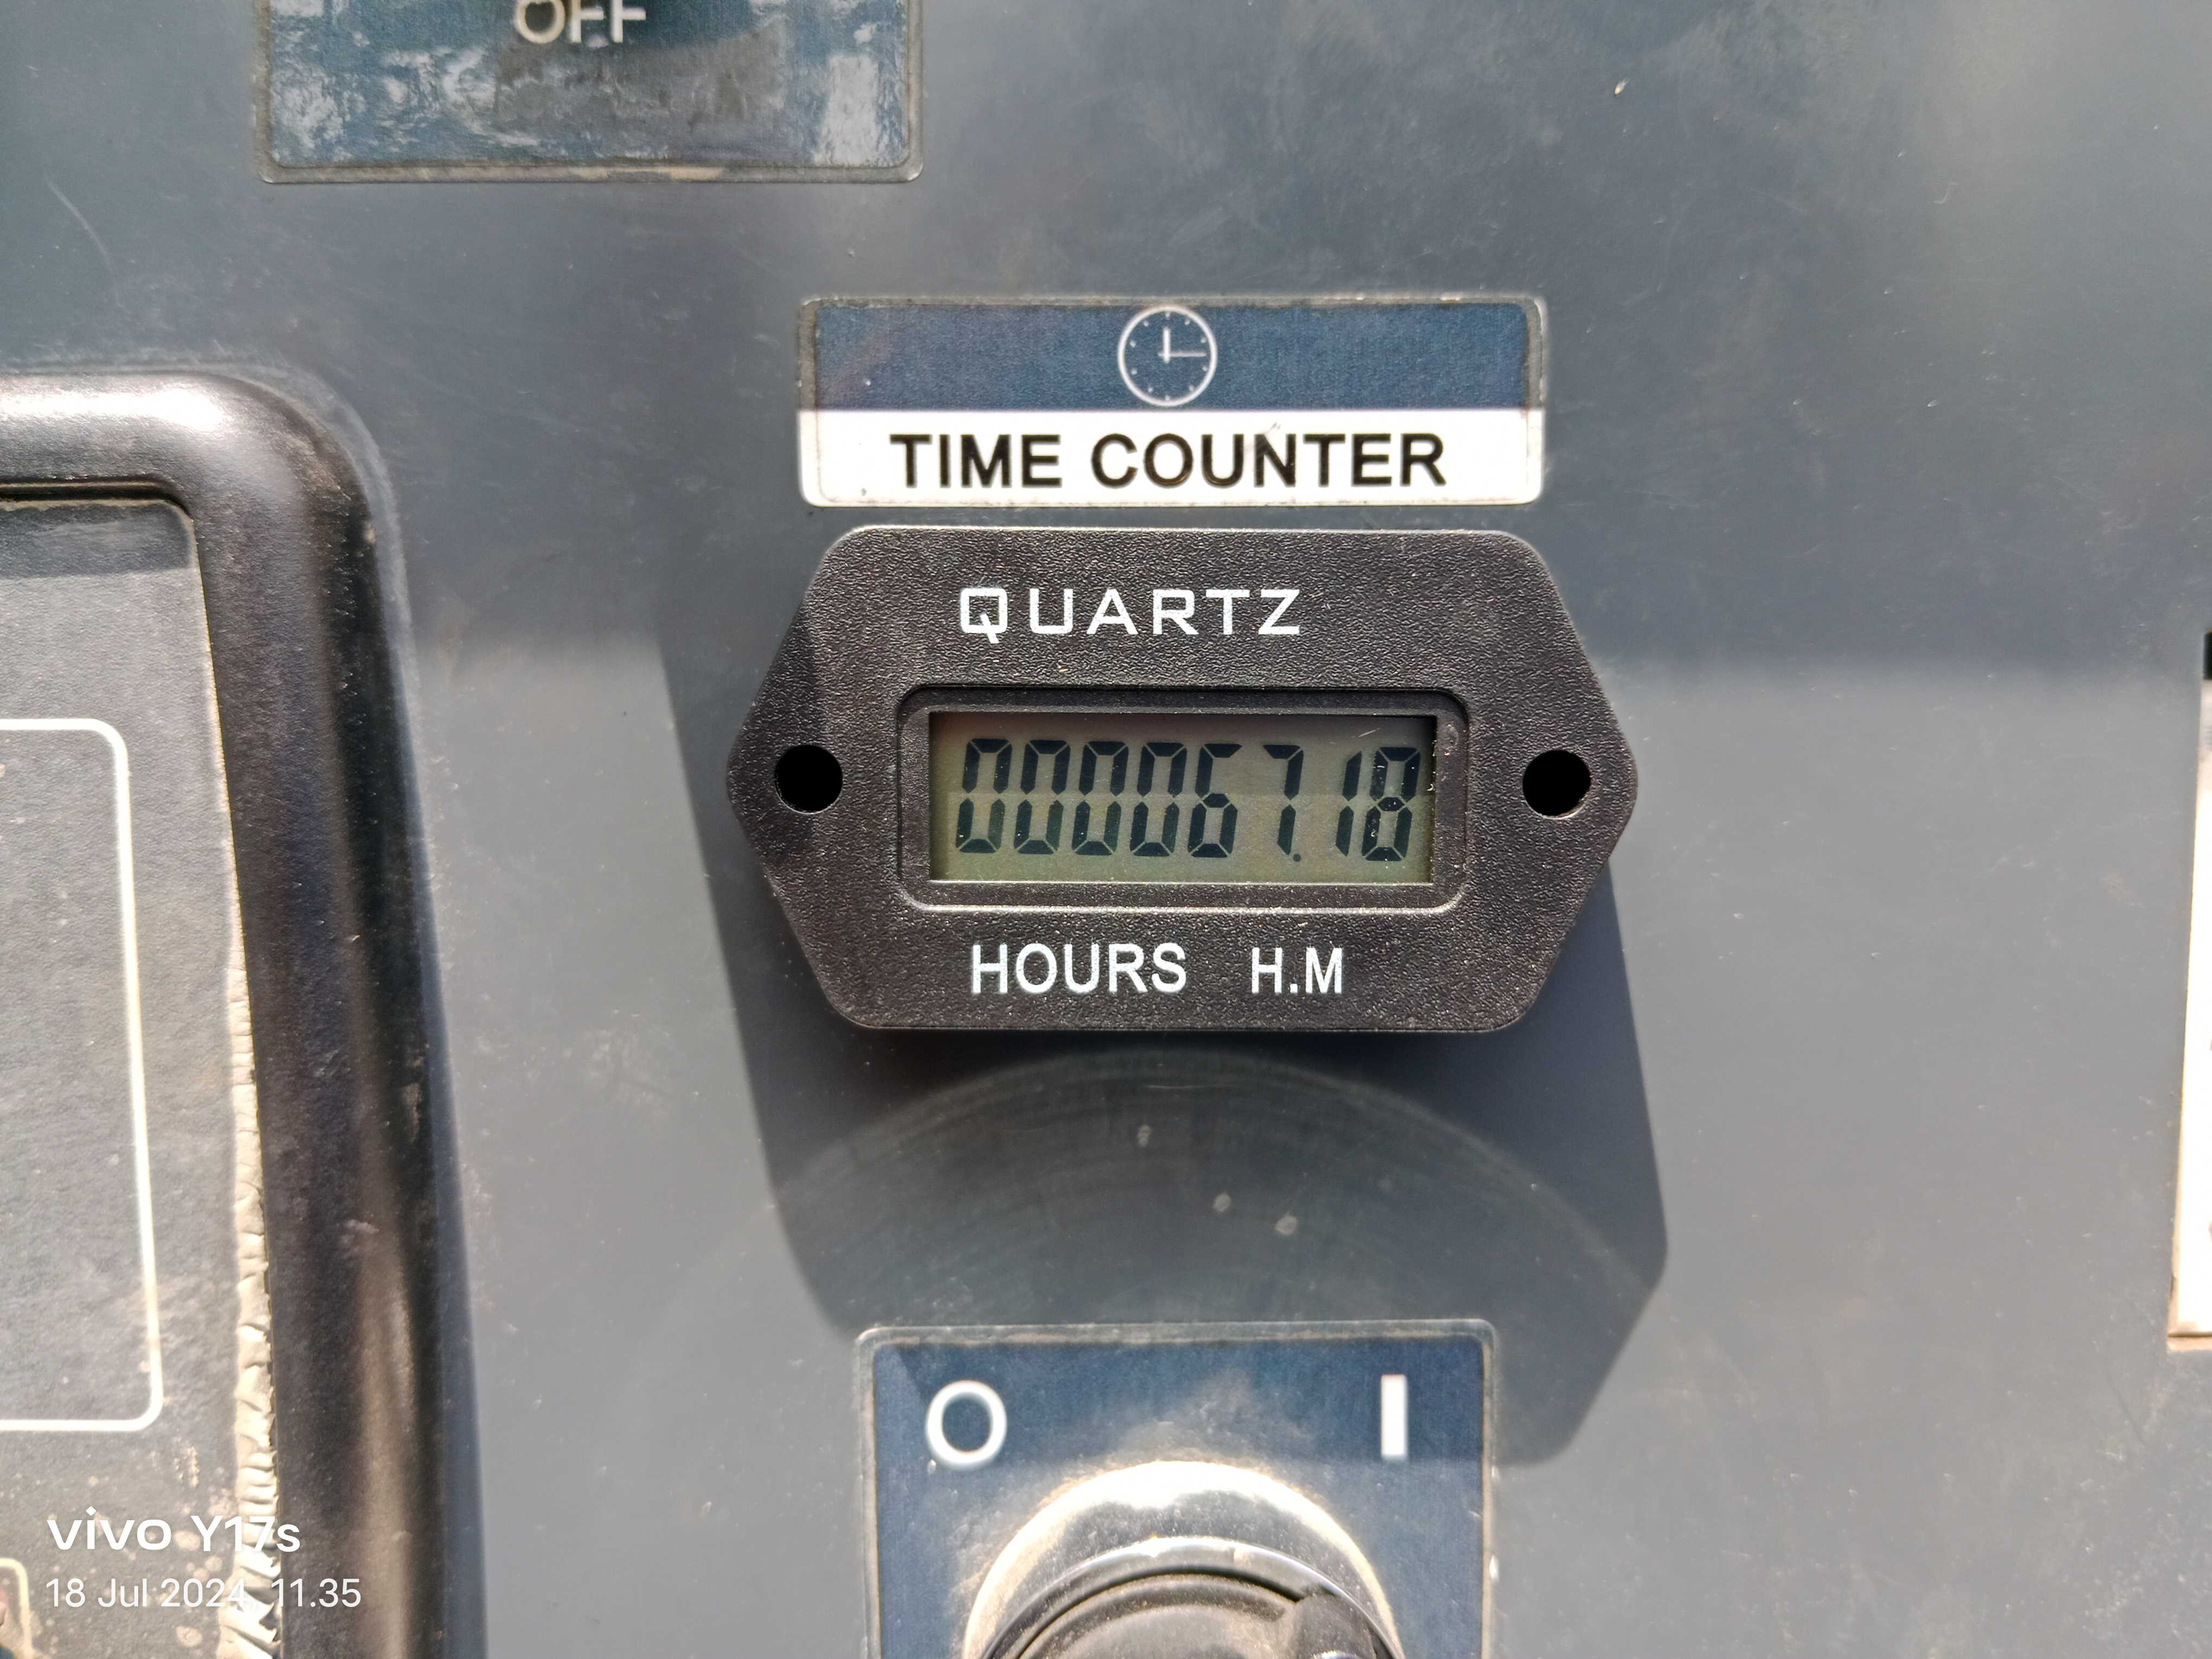 OFF
TIME COUNTER
QUARTZ
000067.18
HOURS H.M
O I
vivo Y17s
18 Jul 2024, 11.35